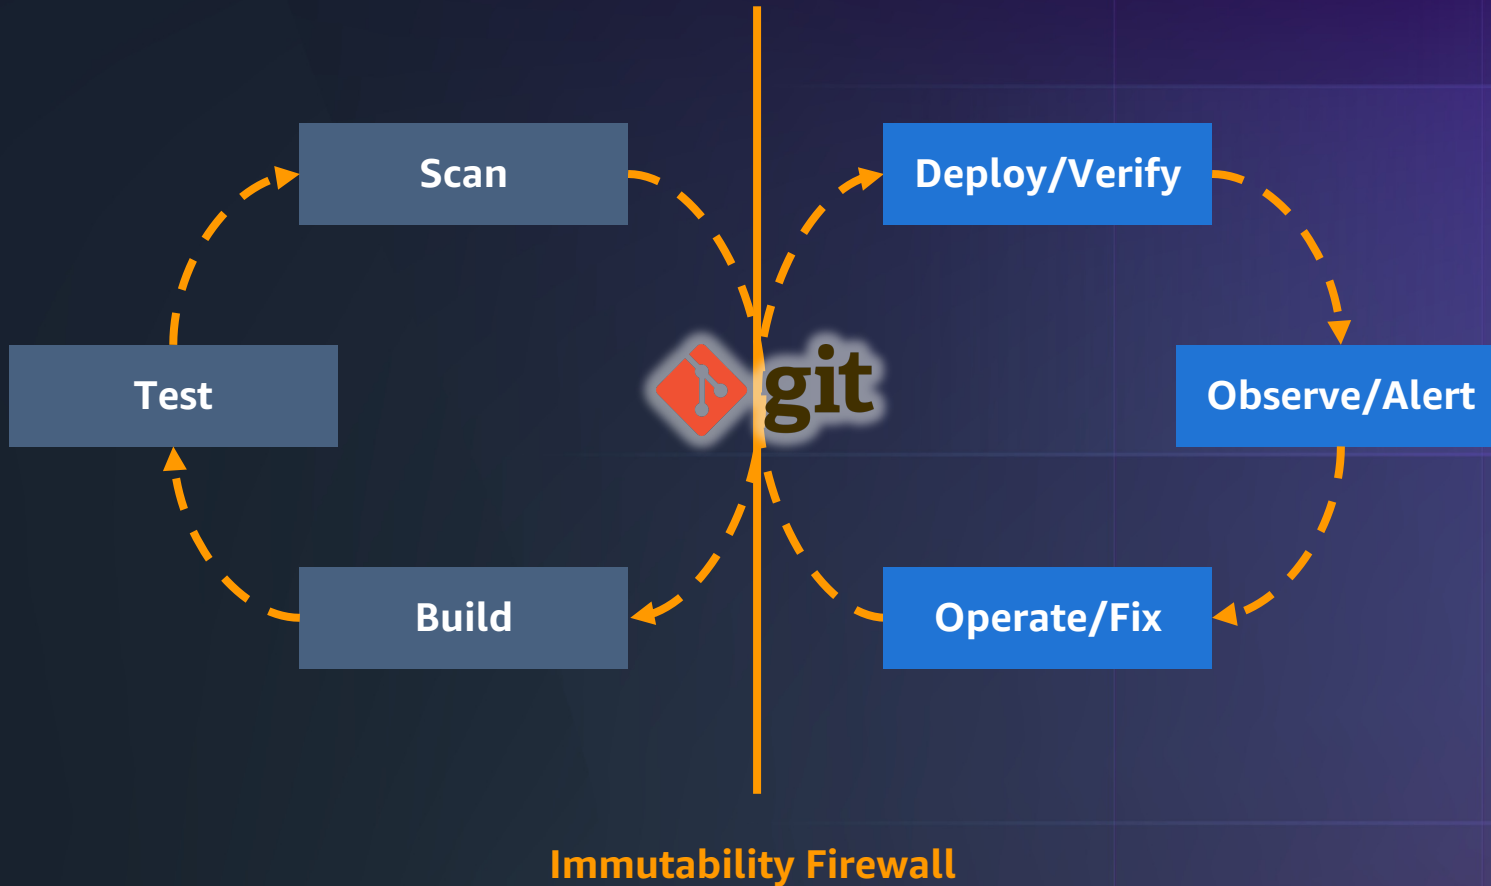 Scan
Deploy/Verify
Test
git
Observe/Alert
Build
Operate/Fix
Immutability Firewall